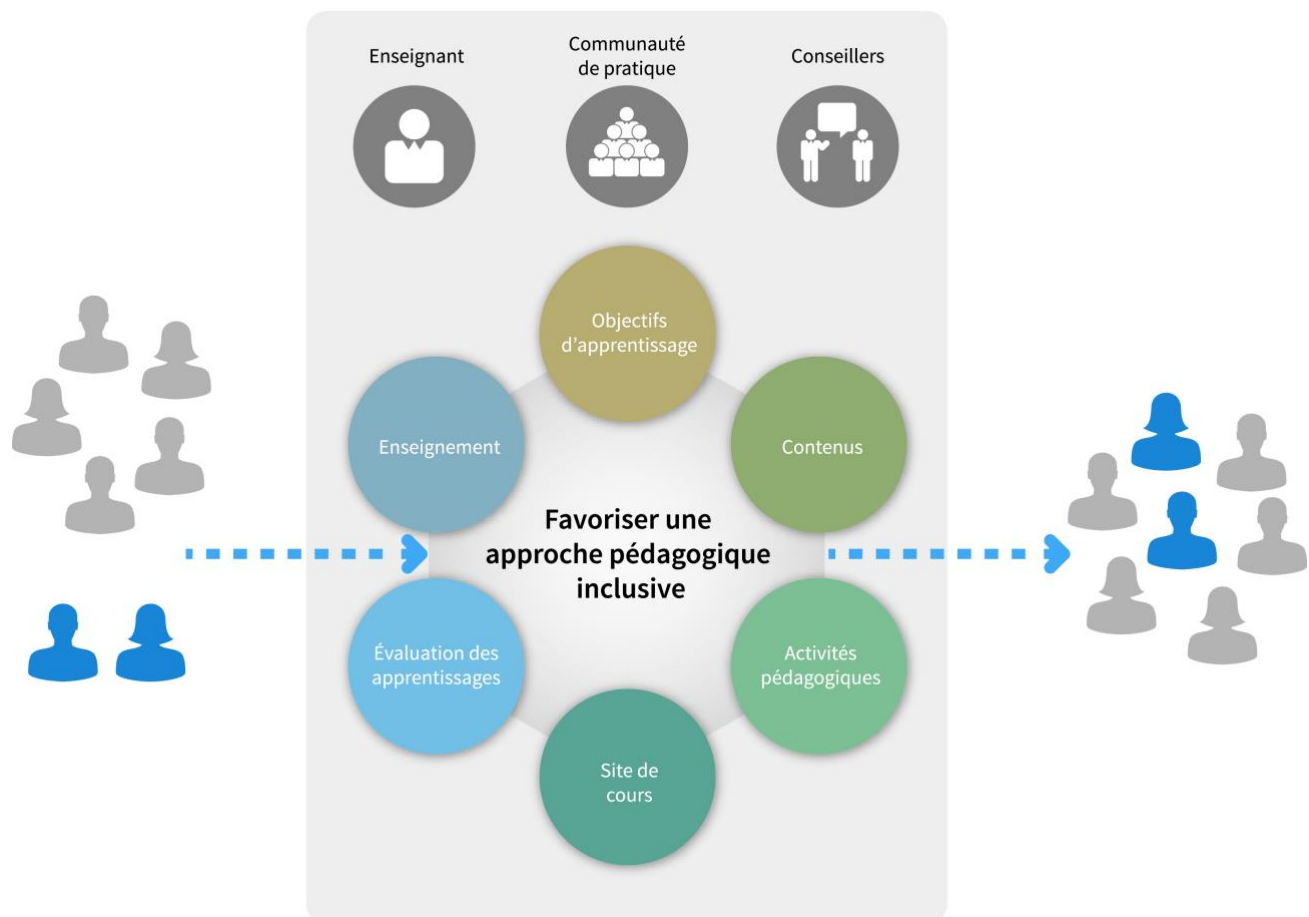 Enseignant
Communauté
de pratique
Conseillers
Objectifs
d'apprentissage
Enseignement
Contenus
Favoriser une
approche pédagogique
inclusive
Évaluation des
apprentissages
Activités
pédagogiques
Site de
cours